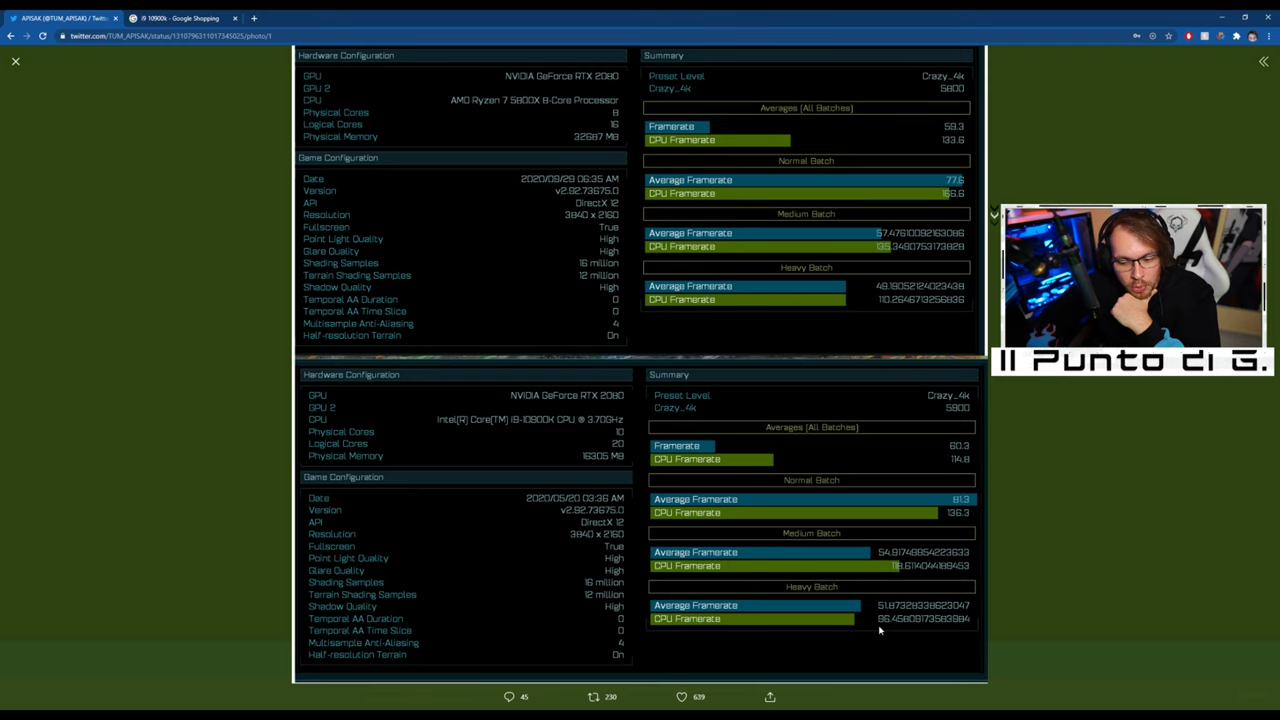 APISAK (@TUM_APISAK) / Twitt
i9 10900k - Google Shopping
twitter.com/TUM_APISAK/status/1310796311017345025/photo/1
Hardware Configuration
GPU NVIDIA GeForce RTX 2080
GPU 2
CPU AMD Ryzen 7 5800X 8-Core Processor
Physical Cores 8
Logical Cores 16
Physical Memory 32687 MB
Game Configuration
Date 2020/09/29 06:35 AM
Version v2.92.73675.0
API DirectX 12
Resolution 3840 x 2160
Fullscreen True
Point Light Quality High
Glare Quality High
Shading Samples 16 million
Terrain Shading Samples 12 million
Shadow Quality High
Temporal AA Duration 0
Temporal AA Time Slice 0
Multisample Anti-Aliasing 4
Half-resolution Terrain On
Summary
Preset Level Crazy_4k
Crazy_4k 5800
Averages (All Batches)
Framerate 59.3
CPU Framerate 133.6
Normal Batch
Average Framerate 77.6
CPU Framerate 166.6
Medium Batch
Average Framerate 57.47610092163086
CPU Framerate 135.3490753173828
Heavy Batch
Average Framerate 49.19052124023438
CPU Framerate 110.2646713256836
Il Punto di G.
Hardware Configuration
GPU NVIDIA GeForce RTX 2080
GPU 2
CPU Intel(R) Core(TM) i9-10900K CPU @ 3.70GHz
Physical Cores 10
Logical Cores 20
Physical Memory 16305 MB
Game Configuration
Date 2020/05/20 03:36 AM
Version v2.92.73675.0
API DirectX 12
Resolution 3840 x 2160
Fullscreen True
Point Light Quality High
Glare Quality High
Shading Samples 16 million
Terrain Shading Samples 12 million
Shadow Quality High
Temporal AA Duration 0
Temporal AA Time Slice 0
Multisample Anti-Aliasing 4
Half-resolution Terrain On
Summary
Preset Level Crazy_4k
Crazy_4k 5900
Averages (All Batches)
Framerate 60.3
CPU Framerate 114.8
Normal Batch
Average Framerate 81.3
CPU Framerate 136.3
Medium Batch
Average Framerate 54.91749954223633
CPU Framerate 118.6114044189453
Heavy Batch
Average Framerate 51.87328338623047
CPU Framerate 96.45809173583984
45
230
639